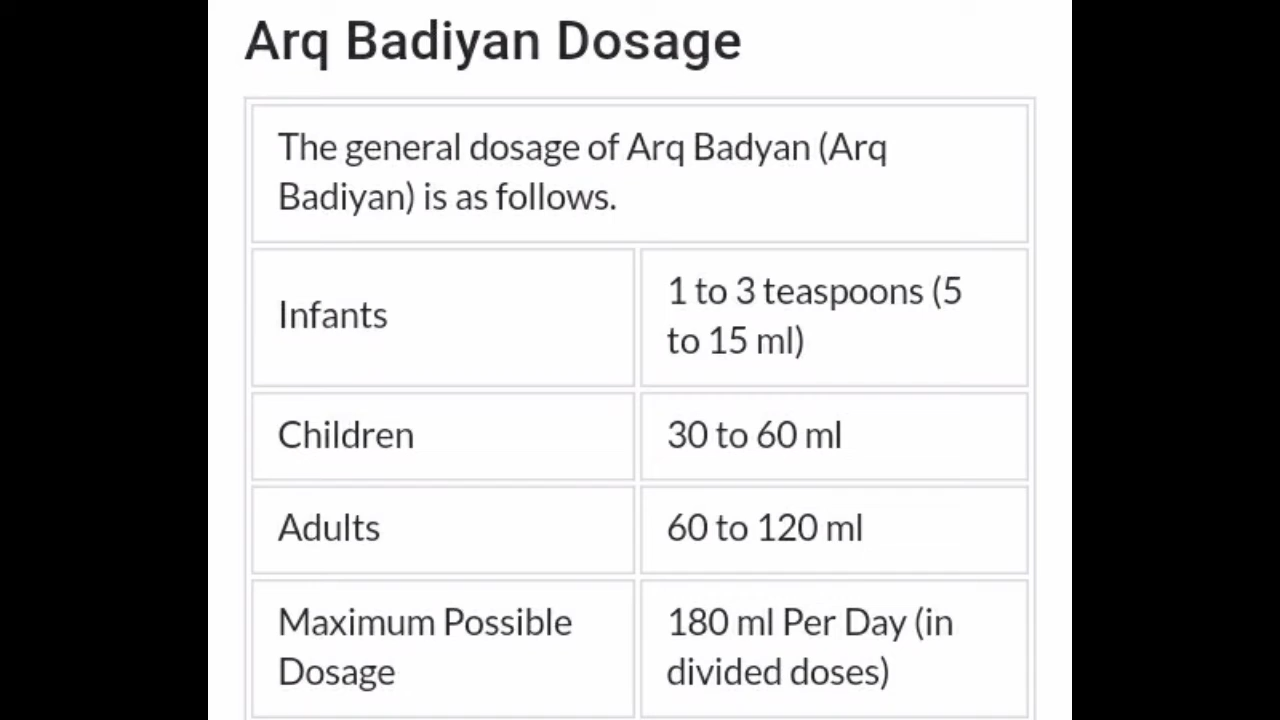 Arq Badiyan Dosage
The general dosage of Arq Badyan (Arq
Badiyan) is as follows.
Infants
1 to 3 teaspoons (5
to 15 ml)
Children
30 to 60 ml
Adults
60 to 120 ml
Maximum Possible
Dosage
180 ml Per Day (in
divided doses)